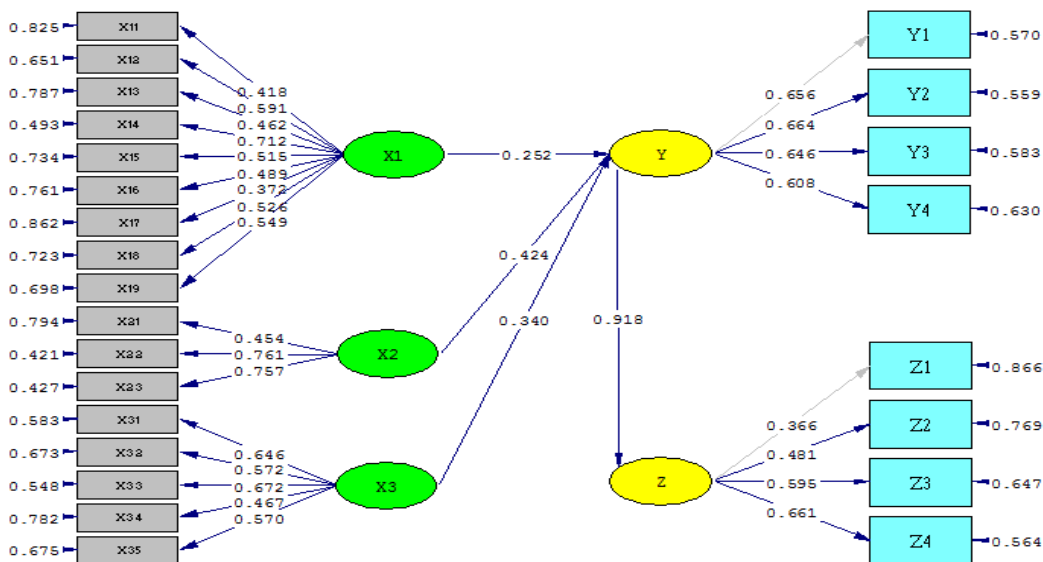 0.825 X11
0.651 X12
0.787 X13
0.493 X14
0.734 X15
0.761 X16
0.862 X17
0.723 X18
0.698 X19
0.794 X21
0.421 X22
0.427 X23
0.583 X31
0.673 X32
0.548 X33
0.782 X34
0.675 X35
0.418
0.591
0.462
0.712
0.515
0.489
0.372
0.526
0.549
0.454
0.761
0.757
0.646
0.572
0.672
0.467
0.570
X1
X2
X3
0.252
0.424
0.340
0.918
Y
Z
0.656
0.664
0.646
0.608
0.366
0.481
0.595
0.661
Y1 0.570
Y2 0.559
Y3 0.583
Y4 0.630
Z1 0.866
Z2 0.769
Z3 0.647
Z4 0.564